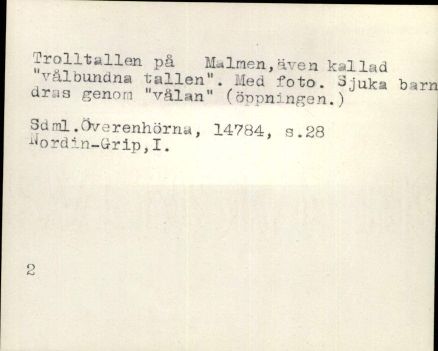 Trolltallen på Malmen, även kallad
"vålbundna tallen". Med foto. Sjuka barn
dras genom "vålan" (öppningen.)
Sdml. Överenhörna, 14784, s.28
Nordin-Grip, I.
2